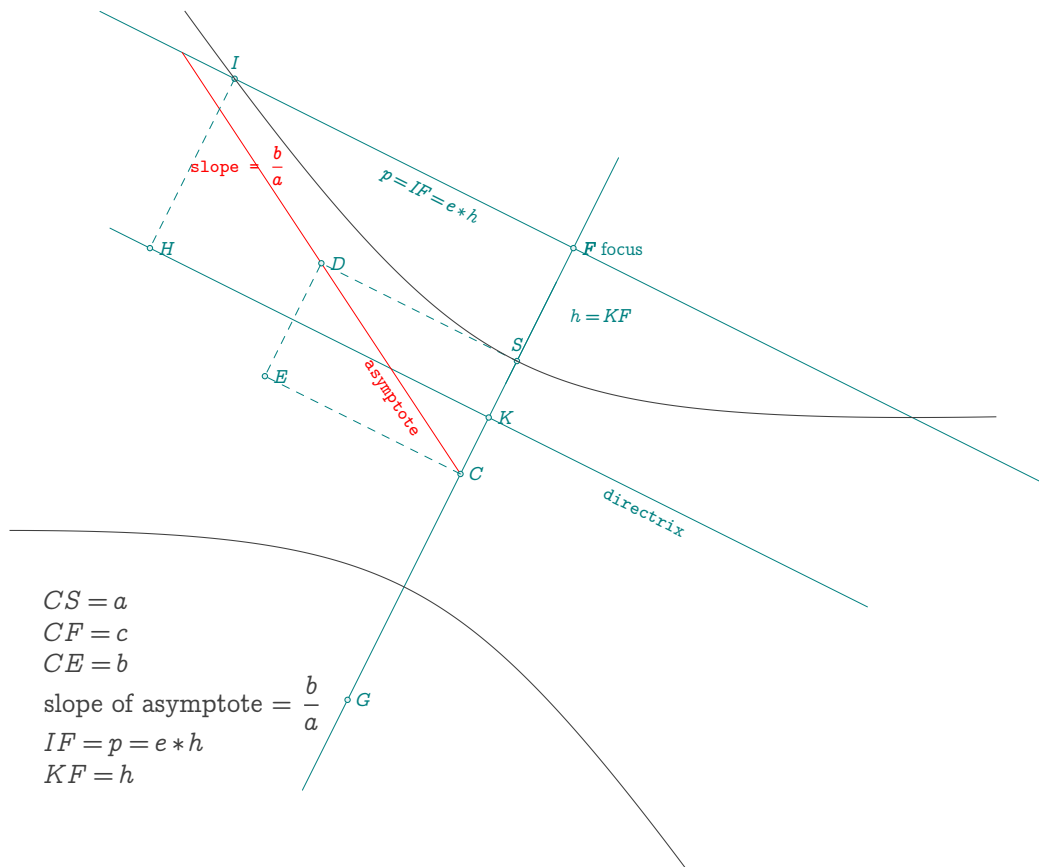 I
slope = b/a
p = IF = e * h
H
F focus
D
h = KF
S
E
asymptote
K
C
directrix
CS = a
CF = c
CE = b
slope of asymptote = b/a
G
IF = p = e * h
KF = h